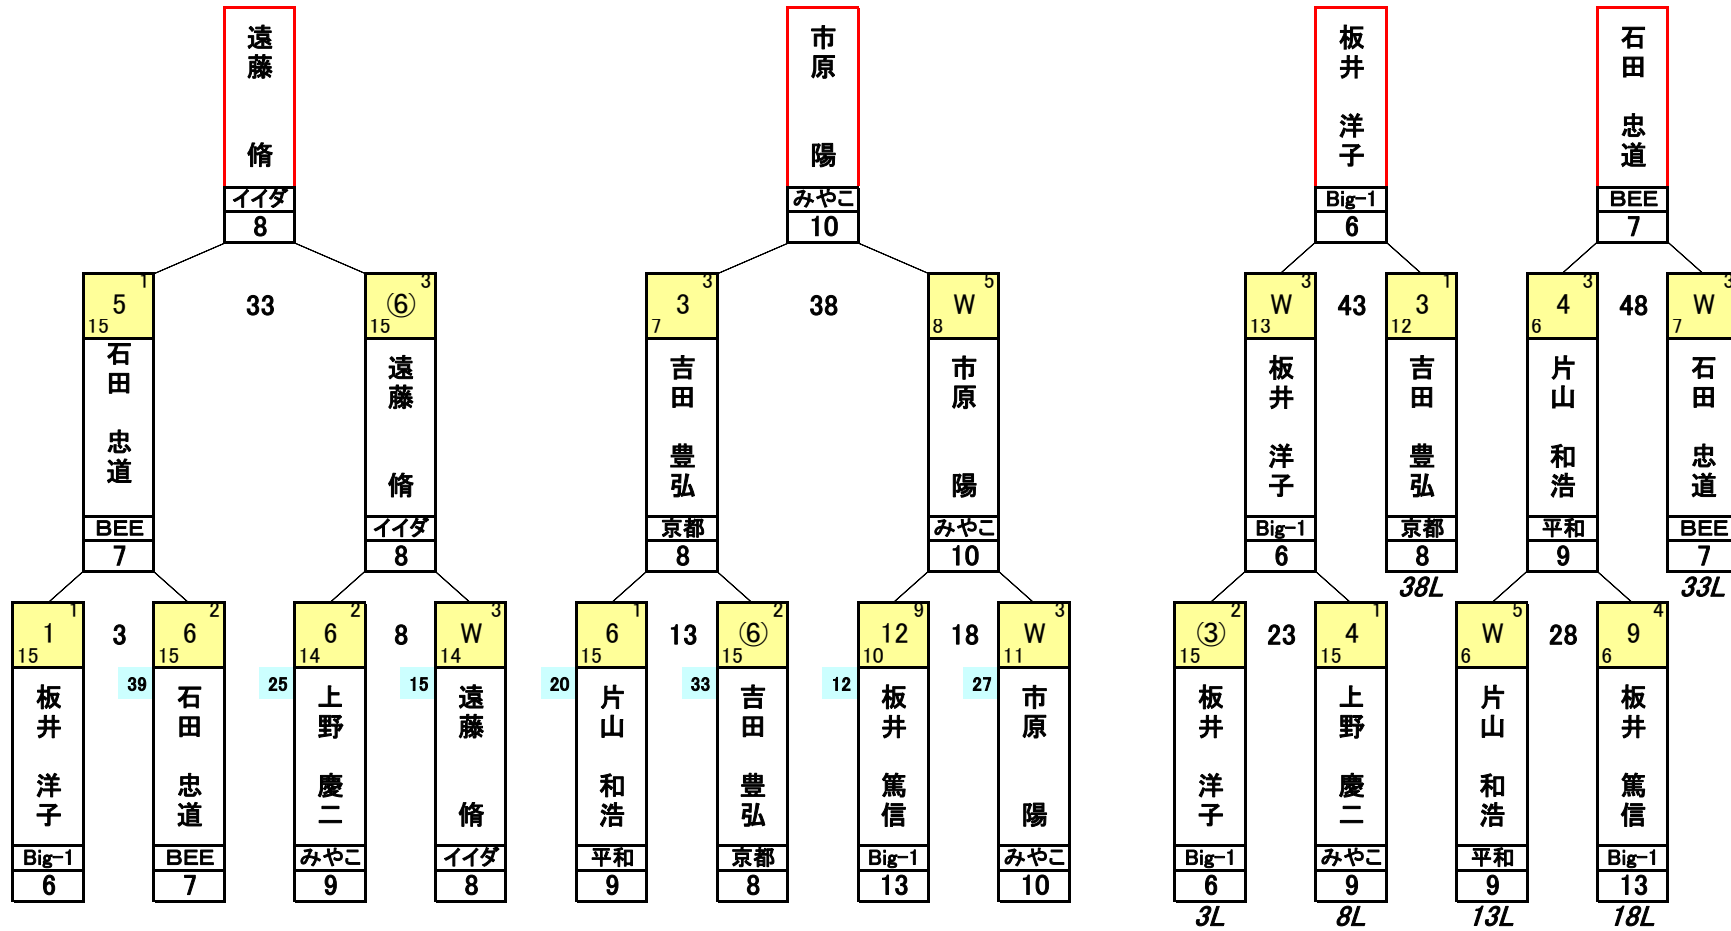 遠藤 脩
市原 陽
板井 洋子
石田 忠道
イイダ
みやこ
Big-1
BEE
8
10
6
7
1
5
15
33
3
⑥
15
3
3
7
38
5
W
8
3
W
13
43
1
3
12
3
4
6
48
3
W
7
石田 忠道
遠藤 脩
吉田 豊弘
市原 陽
板井 洋子
吉田 豊弘
片山 和浩
石田 忠道
BEE
イイダ
京都
みやこ
Big-1
京都
平和
BEE
7
8
8
10
6
8
9
7
38L
33L
1
1
15
3
2
6
15
2
6
14
8
3
W
14
1
6
15
13
2
⑥
15
9
12
10
18
3
W
11
2
③
15
23
1
4
15
5
W
6
28
4
9
6
39
25
15
20
33
12
27
板井 洋子
石田 忠道
上野 慶二
遠藤 脩
片山 和浩
吉田 豊弘
板井 篤信
市原 陽
板井 洋子
上野 慶二
片山 和浩
板井 篤信
Big-1
BEE
みやこ
イイダ
平和
京都
Big-1
みやこ
Big-1
みやこ
平和
Big-1
6
7
9
8
9
8
13
10
6
9
9
13
3L
8L
13L
18L